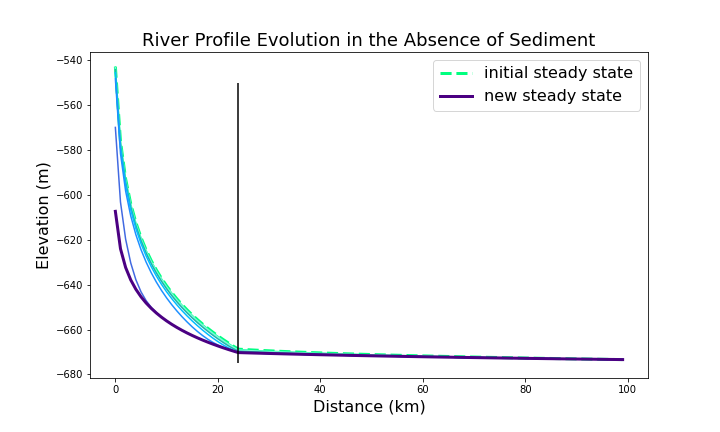 River Profile Evolution in the Absence of Sediment
initial steady state
new steady state
Elevation (m)
−540
−560
−580
−600
−620
−640
−660
−680
0
20
40
60
80
100
Distance (km)